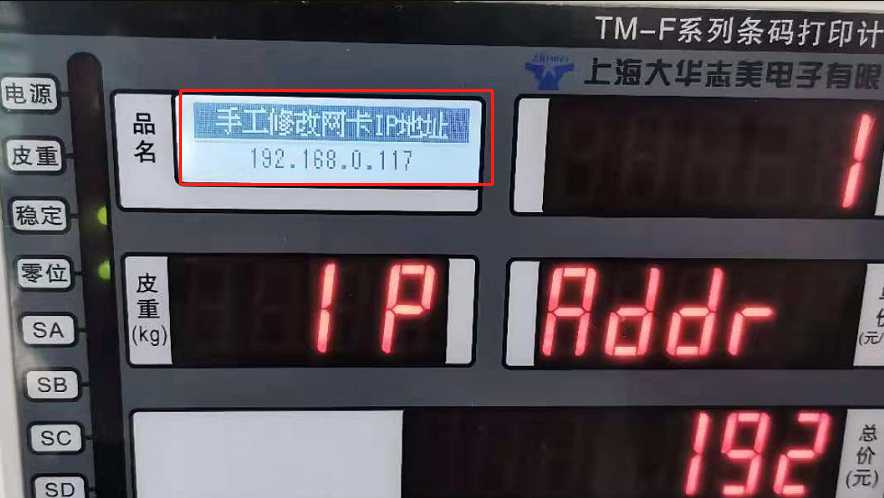 TM-F系列条码打印计
上海大华志美电子有限
电源
品名
手工修改网卡IP地址
192.168.0.117
1
皮重
稳定
零位
皮重
(kg)
IP
Addr
SA
SB
SC
192
总价
(元)
SD